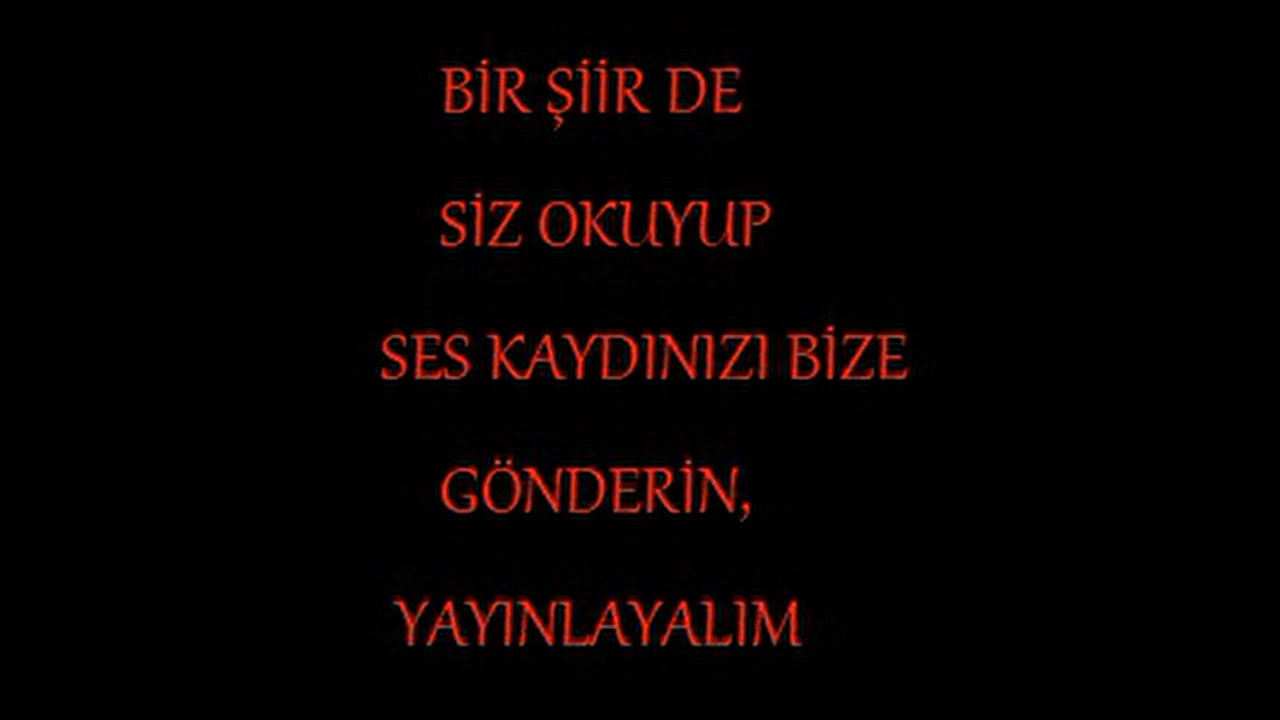 BİR ŞİİR DE
SİZ OKUYUP
SES KAYDINIZI BİZE
GÖNDERİN,
YAYINLAYALIM